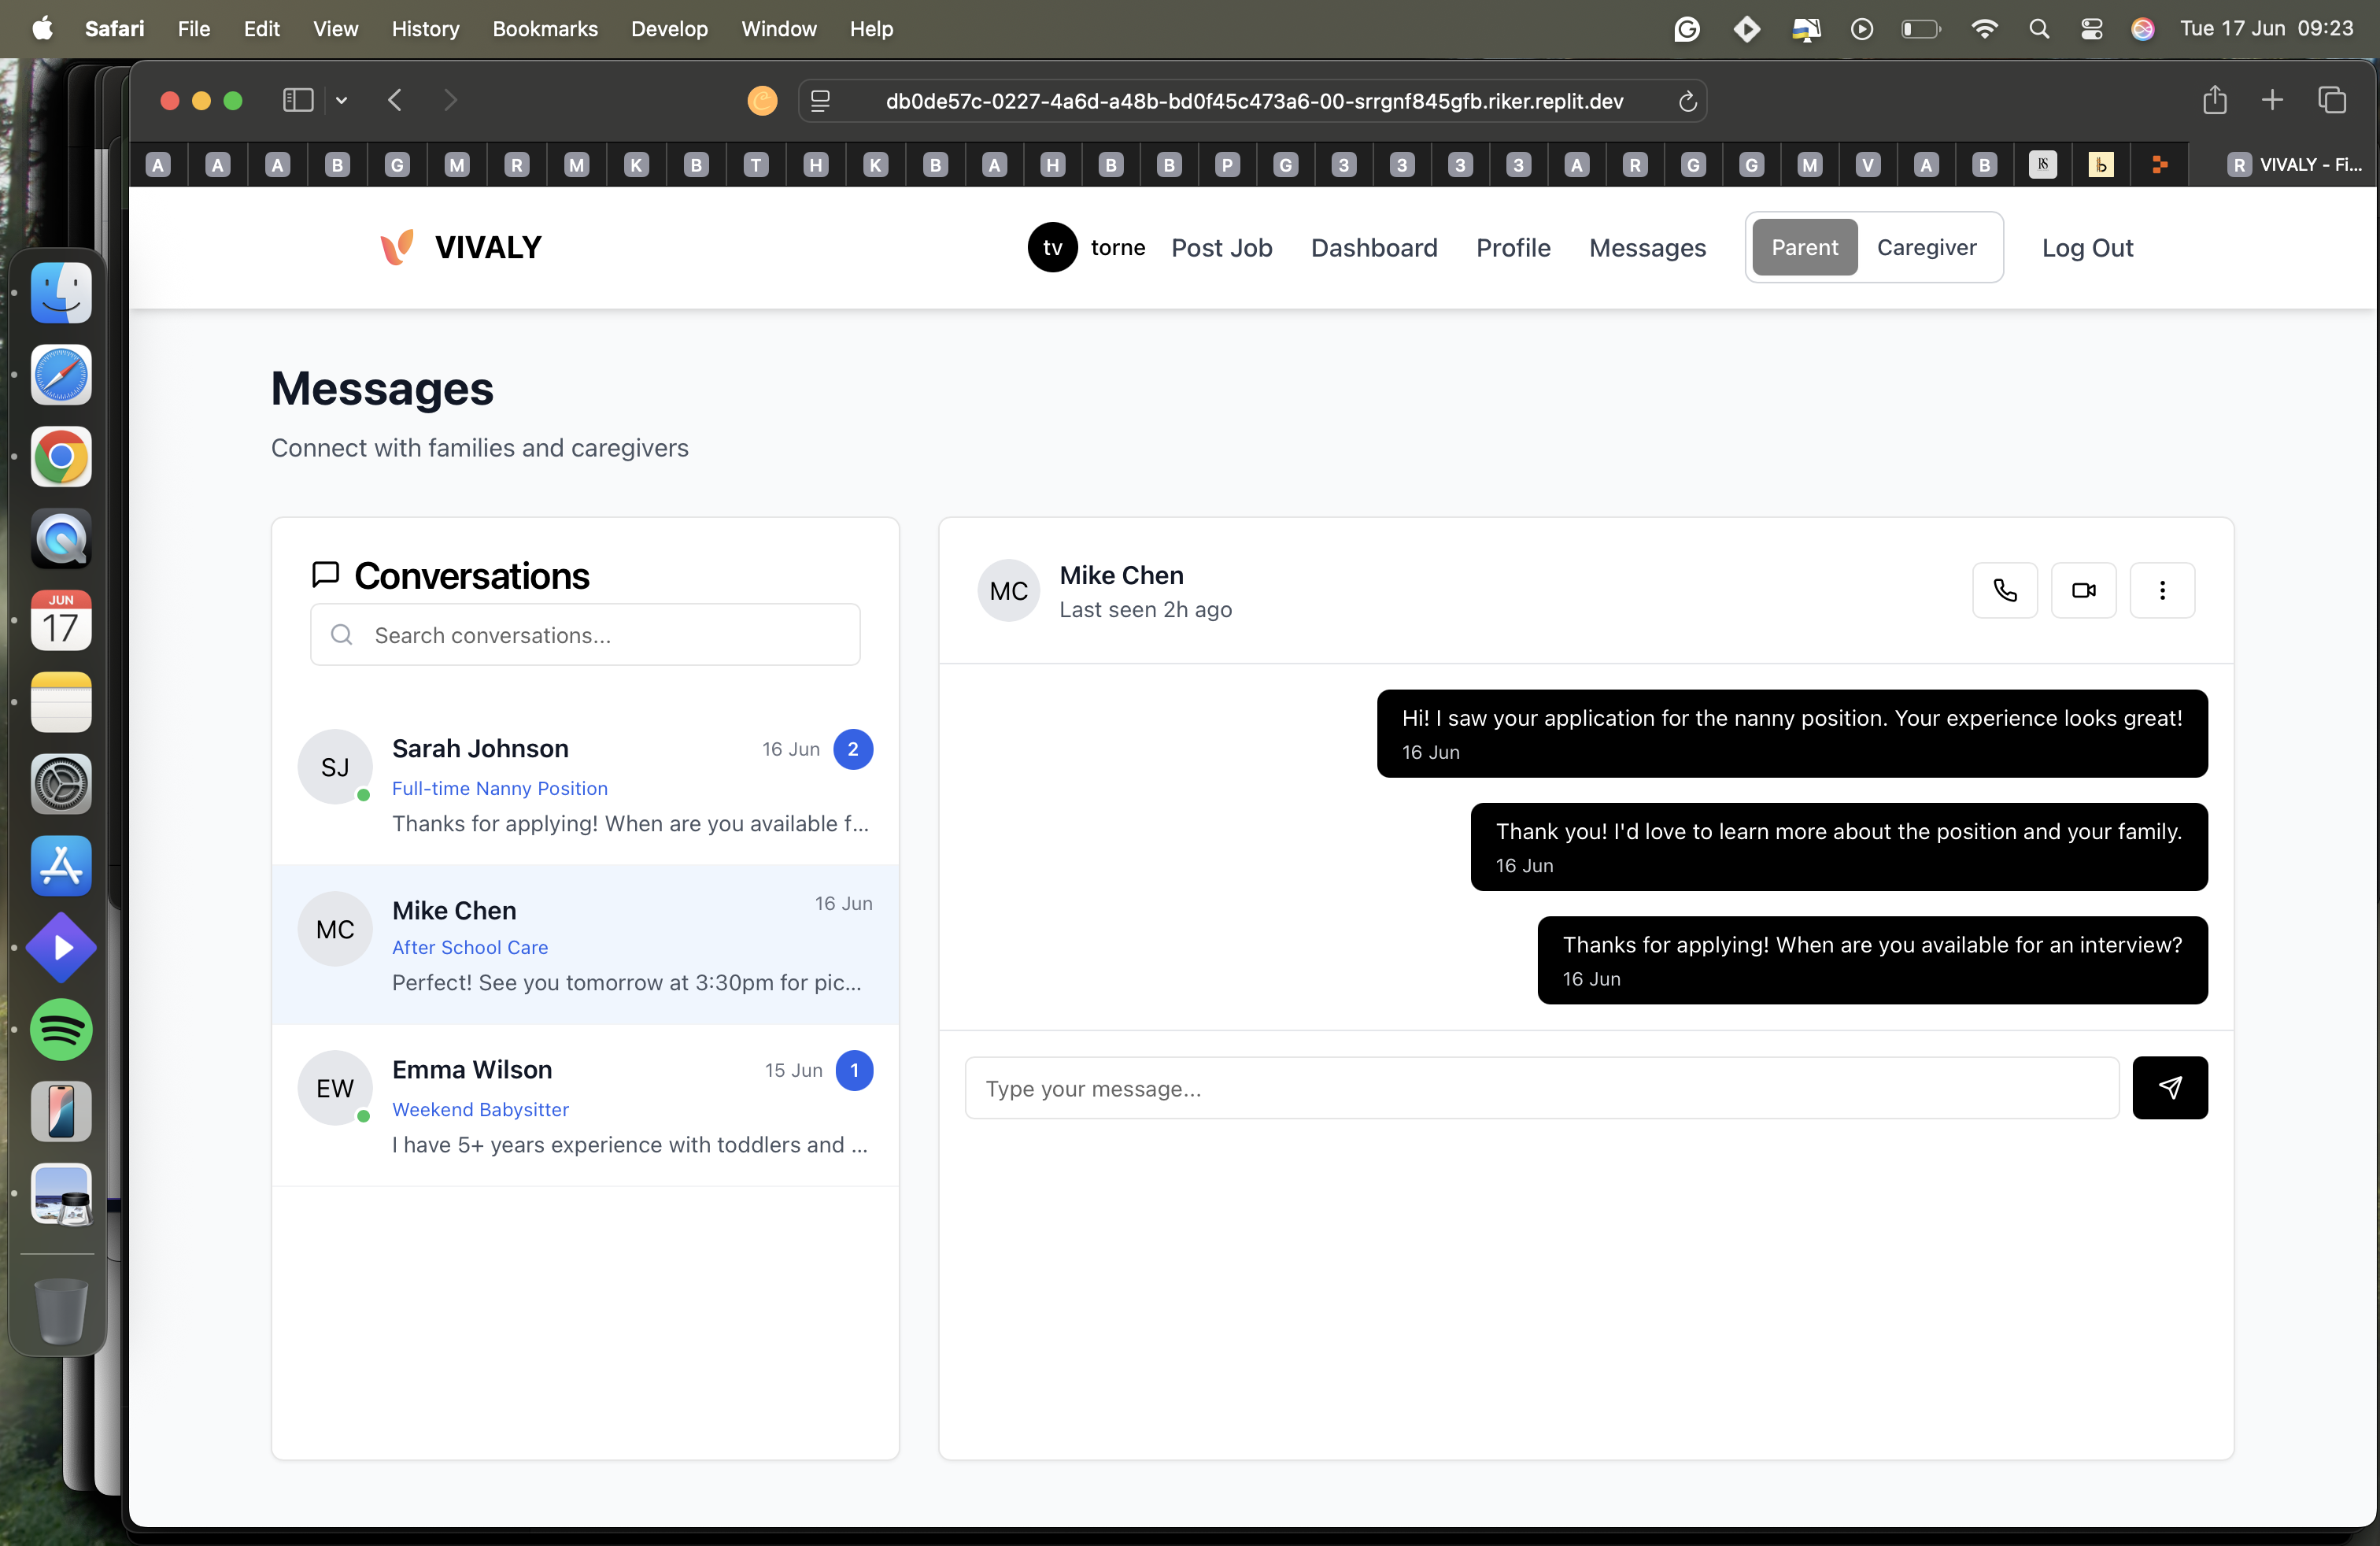 Safari File Edit View History Bookmarks Develop Window Help Tue 17 Jun 09:23
db0de57c-0227-4a6d-a48b-bd0f45c473a6-00-srrgnf845gfb.riker.replit.dev
A A A B G M R M K B T H K B A H B B P G 3 3 3 3 A R G G M V A B RS b R VIVALY - Fi...
VIVALY
tv torne Post Job Dashboard Profile Messages Parent Caregiver Log Out
Messages
Connect with families and caregivers
Conversations
Search conversations...
SJ
Sarah Johnson 16 Jun 2
Full-time Nanny Position
Thanks for applying! When are you available f...
MC
Mike Chen 16 Jun
After School Care
Perfect! See you tomorrow at 3:30pm for pic...
EW
Emma Wilson 15 Jun 1
Weekend Babysitter
I have 5+ years experience with toddlers and ...
MC
Mike Chen
Last seen 2h ago
Hi! I saw your application for the nanny position. Your experience looks great!
16 Jun
Thank you! I'd love to learn more about the position and your family.
16 Jun
Thanks for applying! When are you available for an interview?
16 Jun
Type your message...
JUN
17